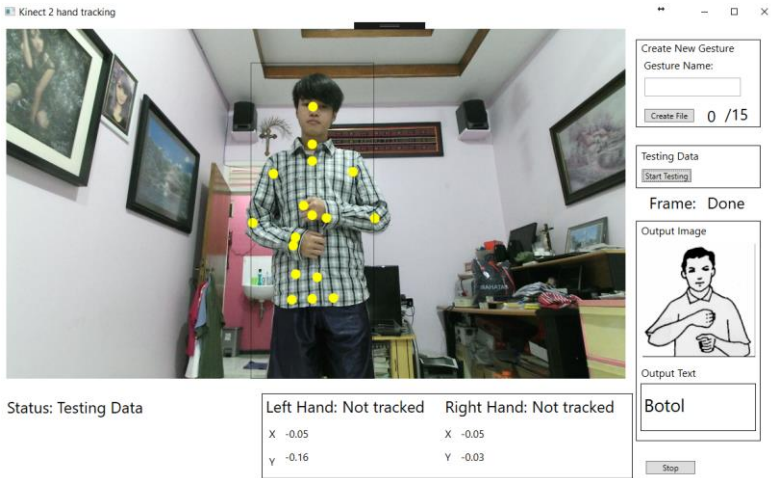 Kinect 2 hand tracking
Create New Gesture
Gesture Name:
Create File
0 /15
Testing Data
Start Testing
Frame: Done
Output Image
Output Text
Botol
Stop
Status: Testing Data
Left Hand: Not tracked
X -0.05
Y -0.16
Right Hand: Not tracked
X -0.05
Y -0.03